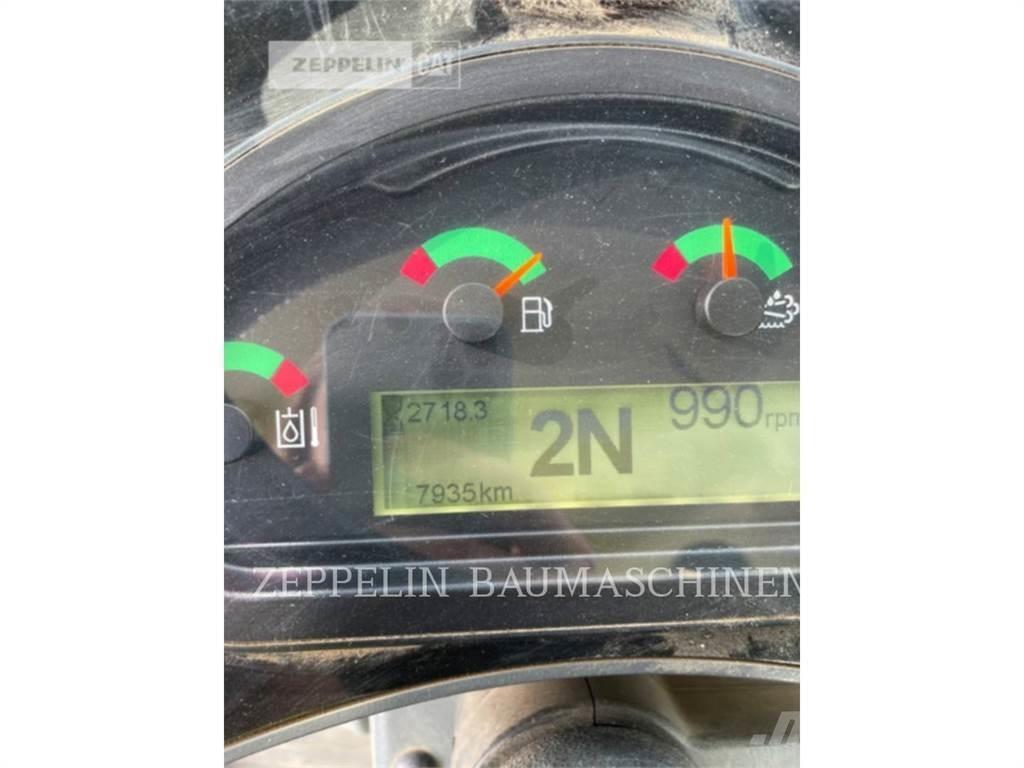 ZEPPELIN CAT
2718.3
2N
990rpm
7935km
ZEPPELIN BAUMASCHINEN